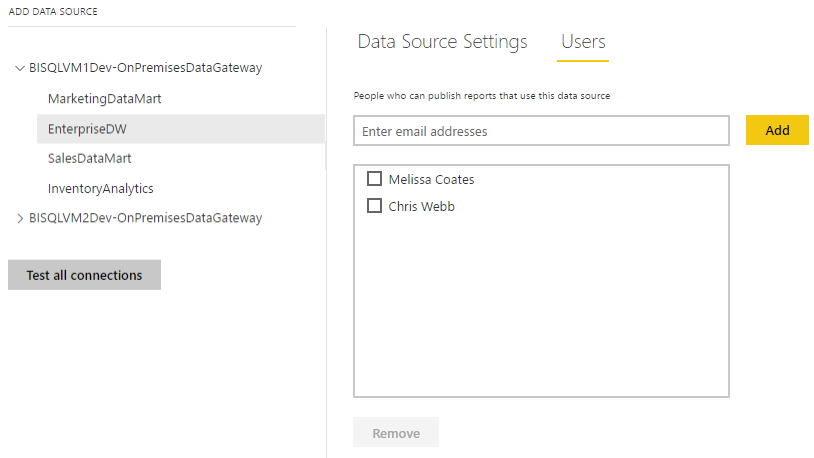 ADD DATA SOURCE
BISQLVM1Dev-OnPremisesDataGateway
MarketingDataMart
EnterpriseDW
SalesDataMart
InventoryAnalytics
BISQLVM2Dev-OnPremisesDataGateway
Test all connections
Data Source Settings Users
People who can publish reports that use this data source
Enter email addresses Add
Melissa Coates
Chris Webb
Remove